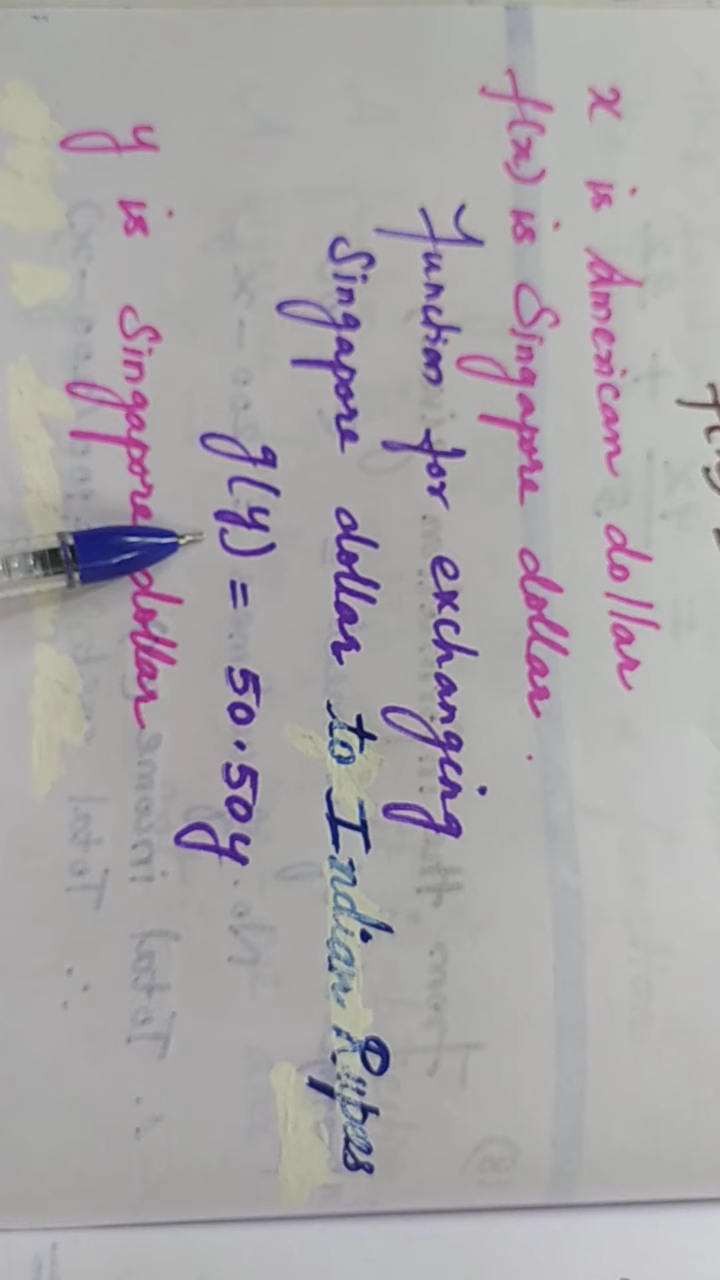 x is American dollar
f(x) is Singapore dollar.
Function for exchanging
Singapore dollar to Indian Rupees
g(y) = 50.50y
y is Singapore dollar